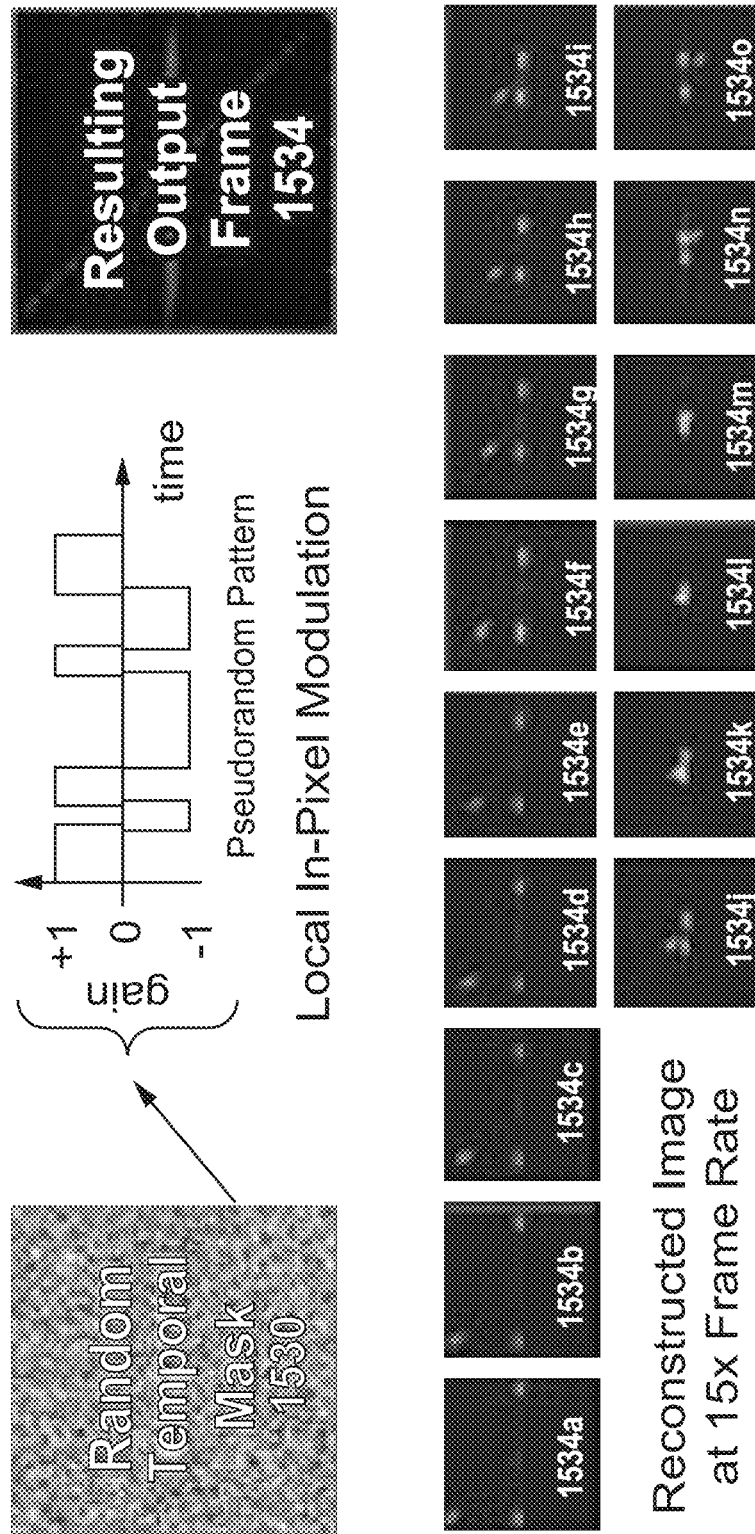 Random
Temporal
Mask
1530
gain
+1
0
-1
time
Pseudorandom Pattern
Local In-Pixel Modulation
Resulting
Output
Frame
1534
1534a
1534b
1534c
1534d
1534e
1534f
1534g
1534h
1534i
Reconstructed Image
at 15x Frame Rate
1534j
1534k
1534l
1534m
1534n
1534o